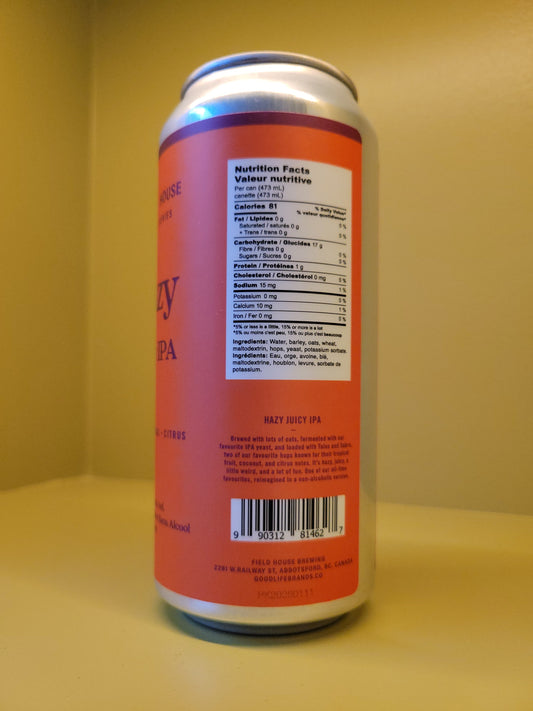 HOUSE
Nutrition Facts
Valeur nutritive
Per can (473 mL)
canette (473 mL)
Calories 81
% Daily Value*
% valeur quotidienne*
Fat / Lipides 0 g
Saturated / saturés 0 g
+ Trans / trans 0 g
Carbohydrate / Glucides 17 g
Fibre / Fibres 0 g
Sugars / Sucres 0 g
Protein / Protéines 1 g
Cholesterol / Cholestérol 0 mg
Sodium 15 mg
1 %
Potassium 0 mg
Calcium 10 mg
1 %
Iron / Fer 0 mg
*5% or less is a little, 15% or more is a lot
*5% ou moins c'est peu, 15% ou plus c'est beaucoup
Ingredients: Water, barley, oats, wheat,
maltodextrin, hops, yeast, potassium sorbate.
Ingrédients: Eau, orge, avoine, blé,
maltodextrine, houblon, levure, sorbate de
potassium.
zy
IPA
- CITRUS
HAZY JUICY IPA
Brewed with lots of oats, fermented with our
favourite IPA yeast, and loaded with Talus and Sabro,
two of our favourite hops known for their tropical
fruit, coconut, and citrus notes. It's hazy, juicy, a
little weird, and a lot of fun. One of our all-time
favourites, reimagined in a non-alcoholic version.
Alcool
9 90312 81462 7
FIELD HOUSE BREWING
2281 W.RAILWAY ST, ABBOTSFORD, BC, CANADA
GOODLIFEBRANDS.CO